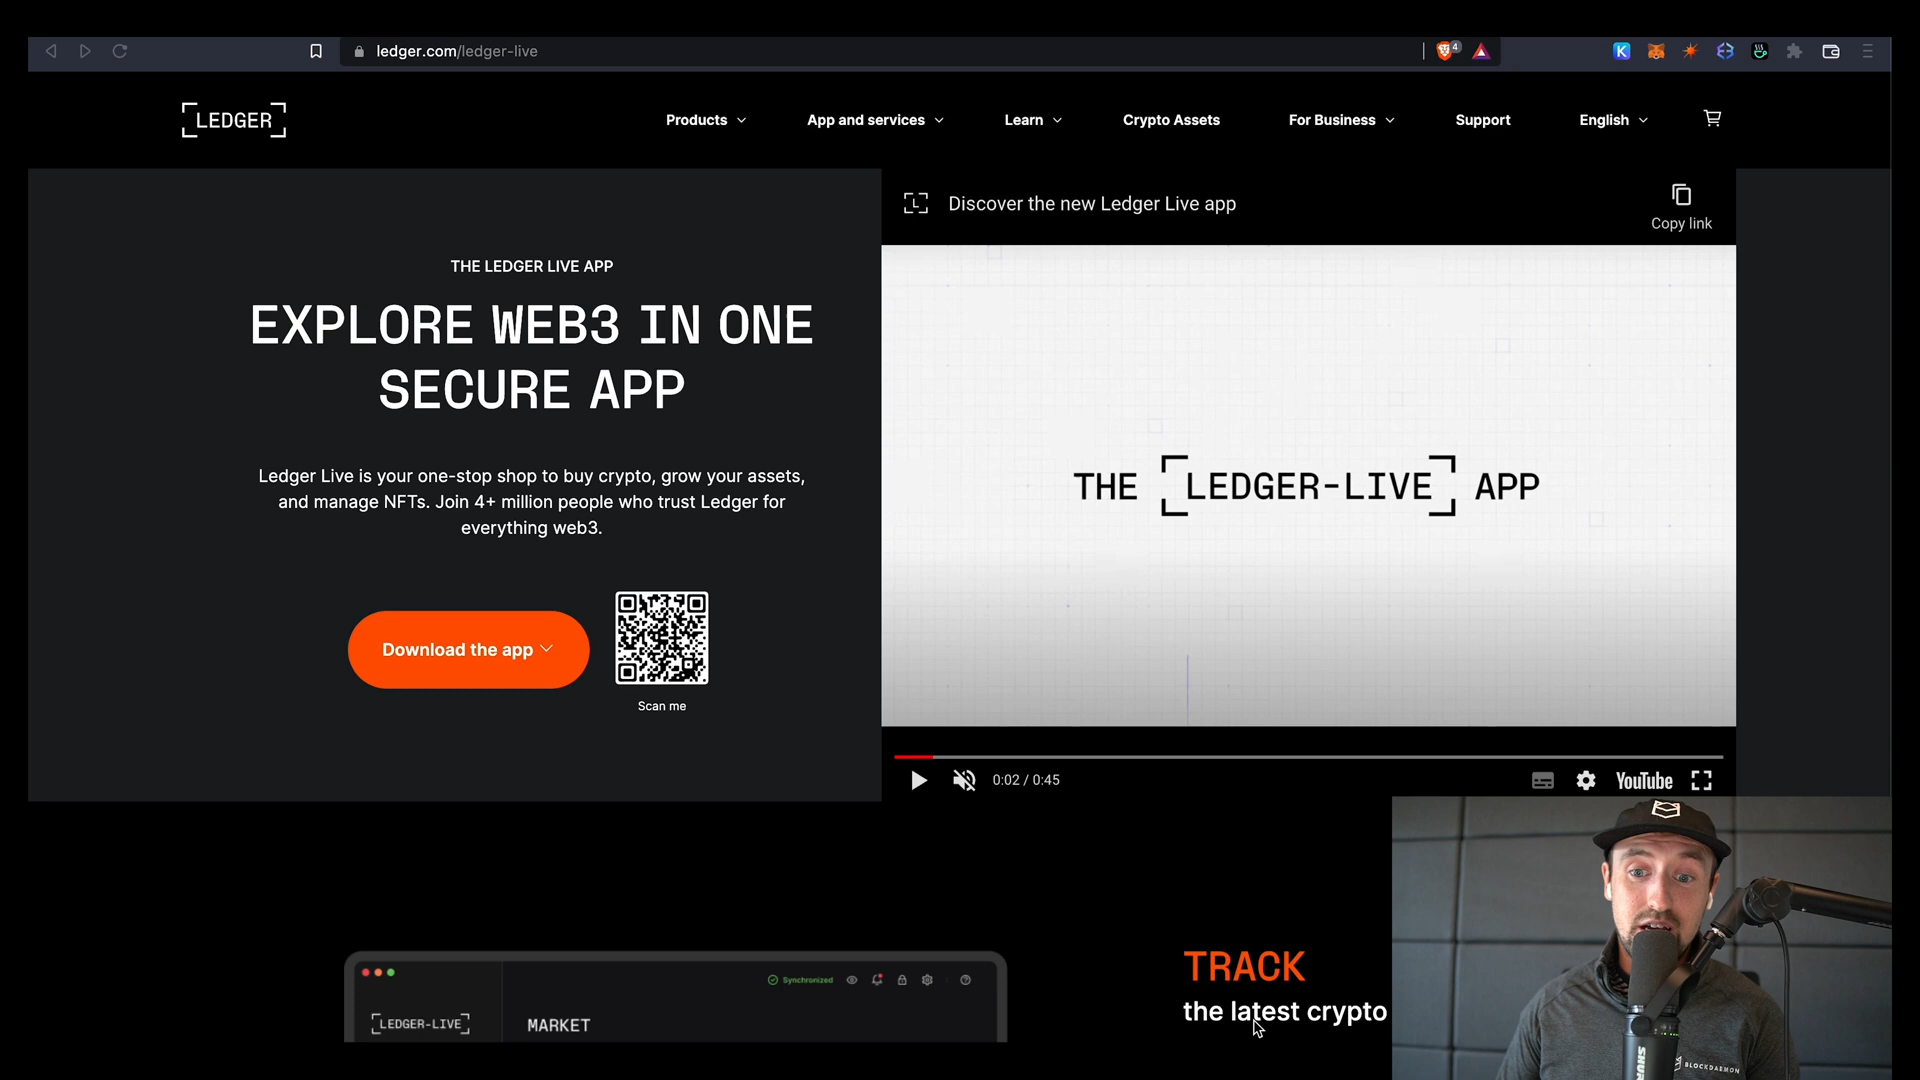 ledger.com/ledger-live
4
K
LEDGER
Products
App and services
Learn
Crypto Assets
For Business
Support
English
THE LEDGER LIVE APP
EXPLORE WEB3 IN ONE
SECURE APP
Ledger Live is your one-stop shop to buy crypto, grow your assets,
and manage NFTs. Join 4+ million people who trust Ledger for
everything web3.
Download the app
Scan me
L
Discover the new Ledger Live app
Copy link
THE LEDGER-LIVE APP
0:02 / 0:45
YouTube
Synchronized
LEDGER-LIVE
MARKET
TRACK
the latest crypto
SHURE
BLOCKDAEMON